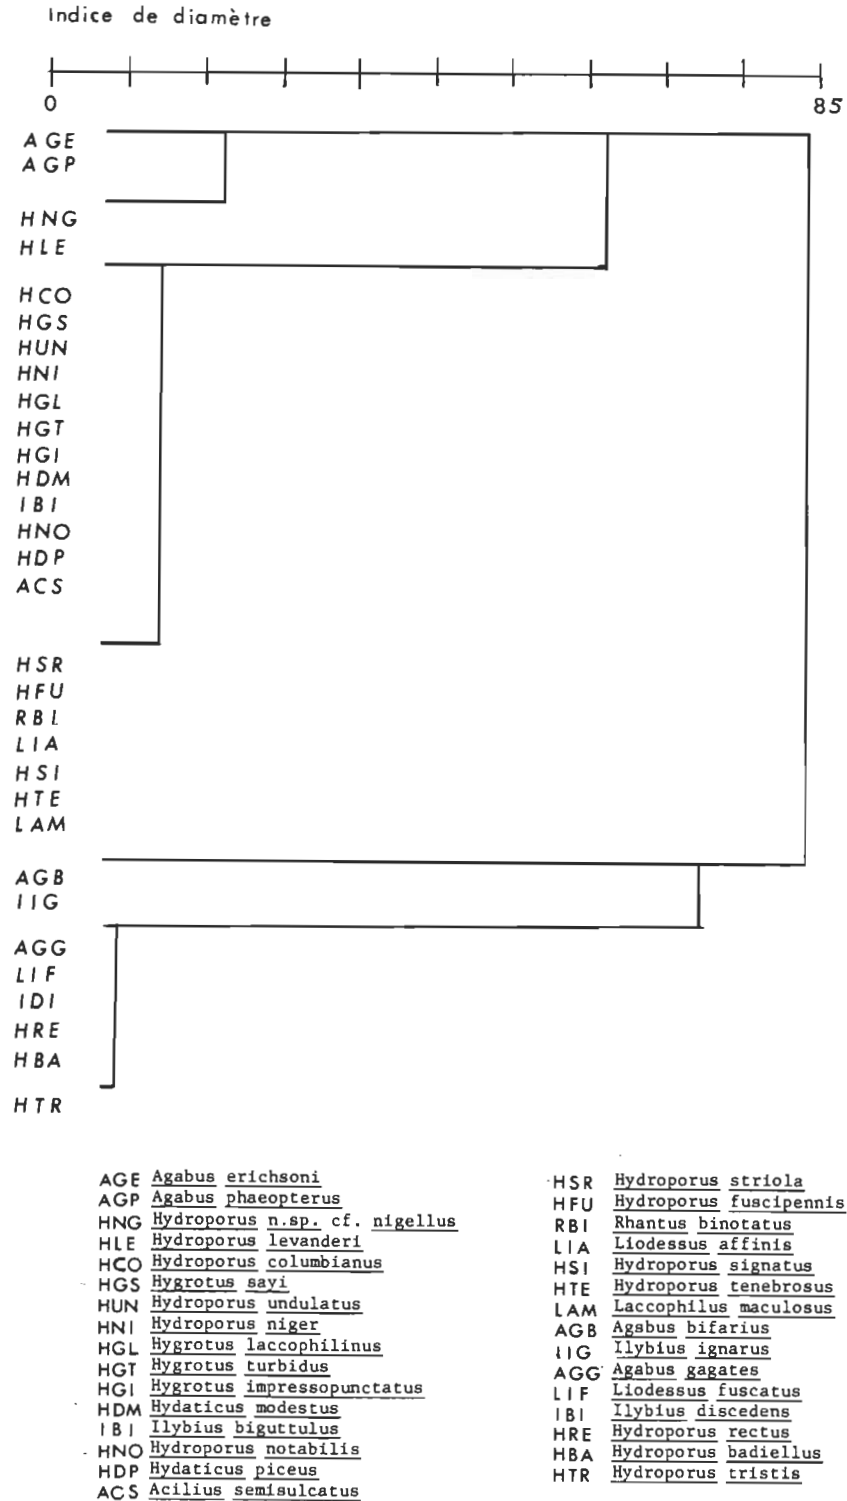 Indice de diamètre
0 85
AGE
AGP
HNG
HLE
HCO
HGS
HUN
HNI
HGL
HGT
HGI
HDM
IBI
HNO
HDP
ACS
HSR
HFU
RBI
LIA
HSI
HTE
LAM
AGB
IIG
AGG
LIF
IDI
HRE
HBA
HTR
AGE Agabus erichsoni
AGP Agabus phaeopterus
HNG Hydroporus n.sp. cf. nigellus
HLE Hydroporus levanderi
HCO Hydroporus columbianus
HGS Hygrotus sayi
HUN Hydroporus undulatus
HNI Hydroporus niger
HGL Hygrotus laccophilinus
HGT Hygrotus turbidus
HGI Hygrotus impressopunctatus
HDM Hydaticus modestus
IBI Ilybius biguttulus
HNO Hydroporus notabilis
HDP Hydaticus piceus
ACS Acilius semisulcatus
HSR Hydroporus striola
HFU Hydroporus fuscipennis
RBI Rhantus binotatus
LIA Liodessus affinis
HSI Hydroporus signatus
HTE Hydroporus tenebrosus
LAM Laccophilus maculosus
AGB Agsbus bifarius
IIG Ilybius ignarus
AGG Agabus gagates
LIF Liodessus fuscatus
IBI Ilybius discedens
HRE Hydroporus rectus
HBA Hydroporus badiellus
HTR Hydroporus tristis